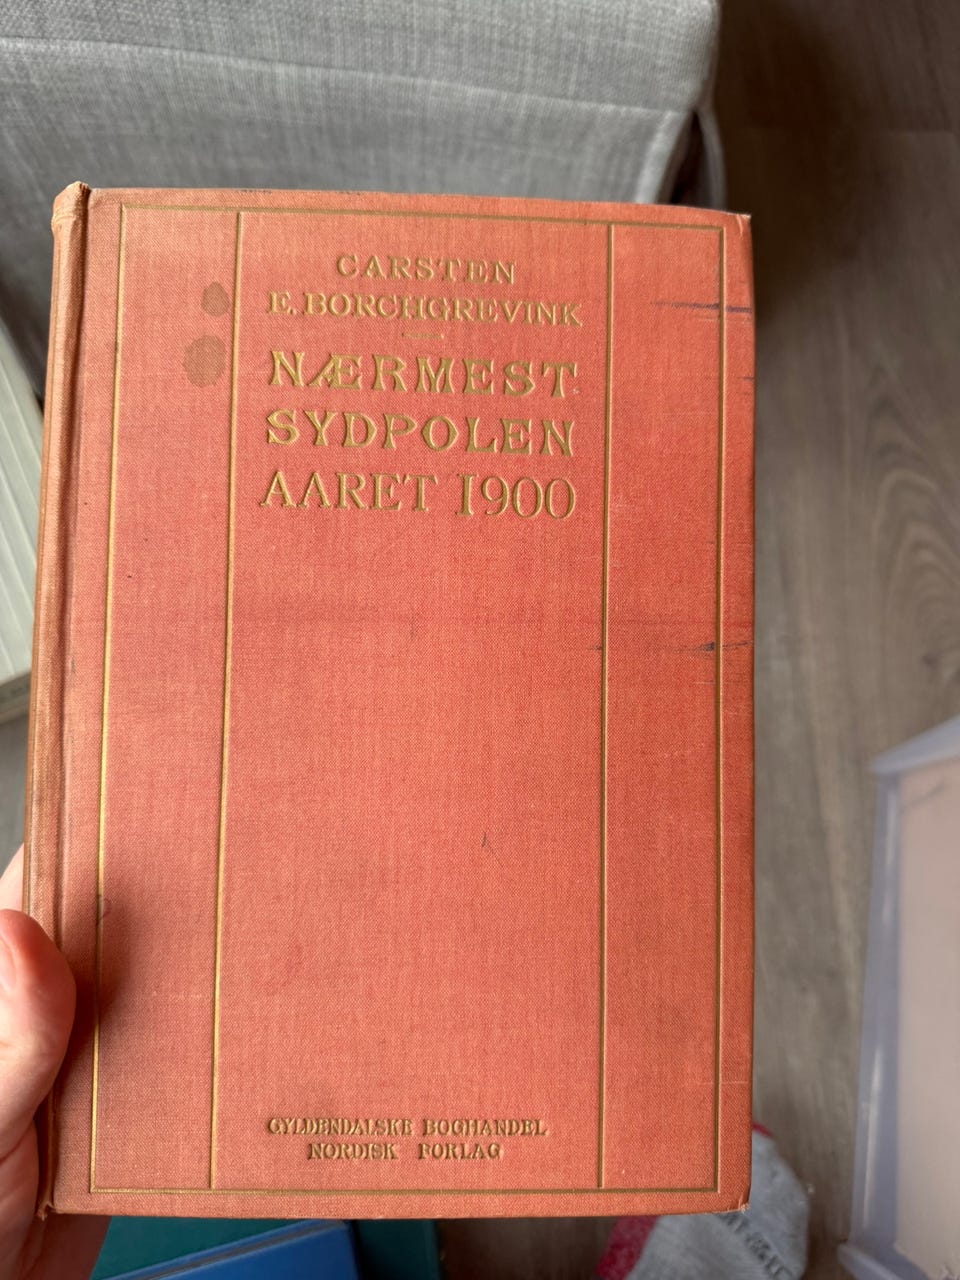 CARSTEN
E. BORCHGREVINK
NÆRMEST
SYDPOLEN
AARET 1900
GYLDENDALSKE BOGHANDEL
NORDISK FORLAG